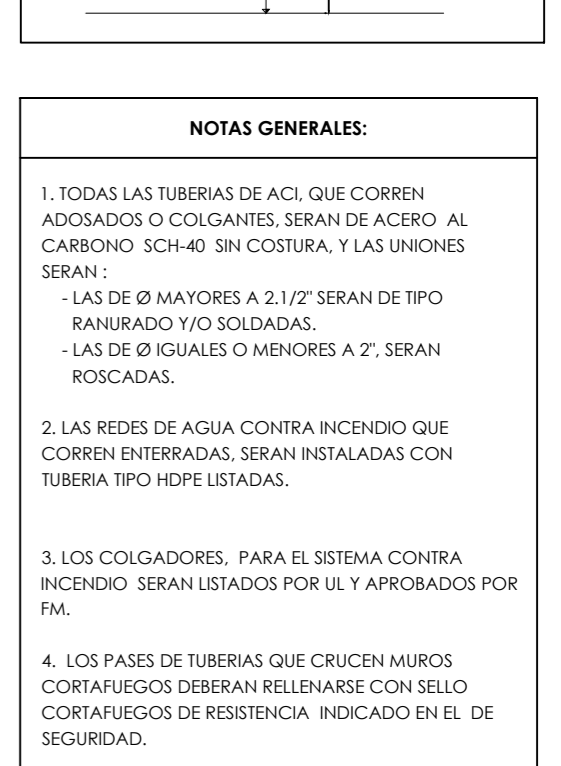 NOTAS GENERALES:
1. TODAS LAS TUBERIAS DE ACI, QUE CORREN
ADOSADOS O COLGANTES, SERAN DE ACERO AL
CARBONO SCH-40 SIN COSTURA, Y LAS UNIONES
SERAN :
- LAS DE Ø MAYORES A 2.1/2" SERAN DE TIPO
RANURADO Y/O SOLDADAS.
- LAS DE Ø IGUALES O MENORES A 2", SERAN
ROSCADAS.
2. LAS REDES DE AGUA CONTRA INCENDIO QUE
CORREN ENTERRADAS, SERAN INSTALADAS CON
TUBERIA TIPO HDPE LISTADAS.
3. LOS COLGADORES, PARA EL SISTEMA CONTRA
INCENDIO SERAN LISTADOS POR UL Y APROBADOS POR
FM.
4. LOS PASES DE TUBERIAS QUE CRUCEN MUROS
CORTAFUEGOS DEBERAN RELLENARSE CON SELLO
CORTAFUEGOS DE RESISTENCIA INDICADO EN EL DE
SEGURIDAD.